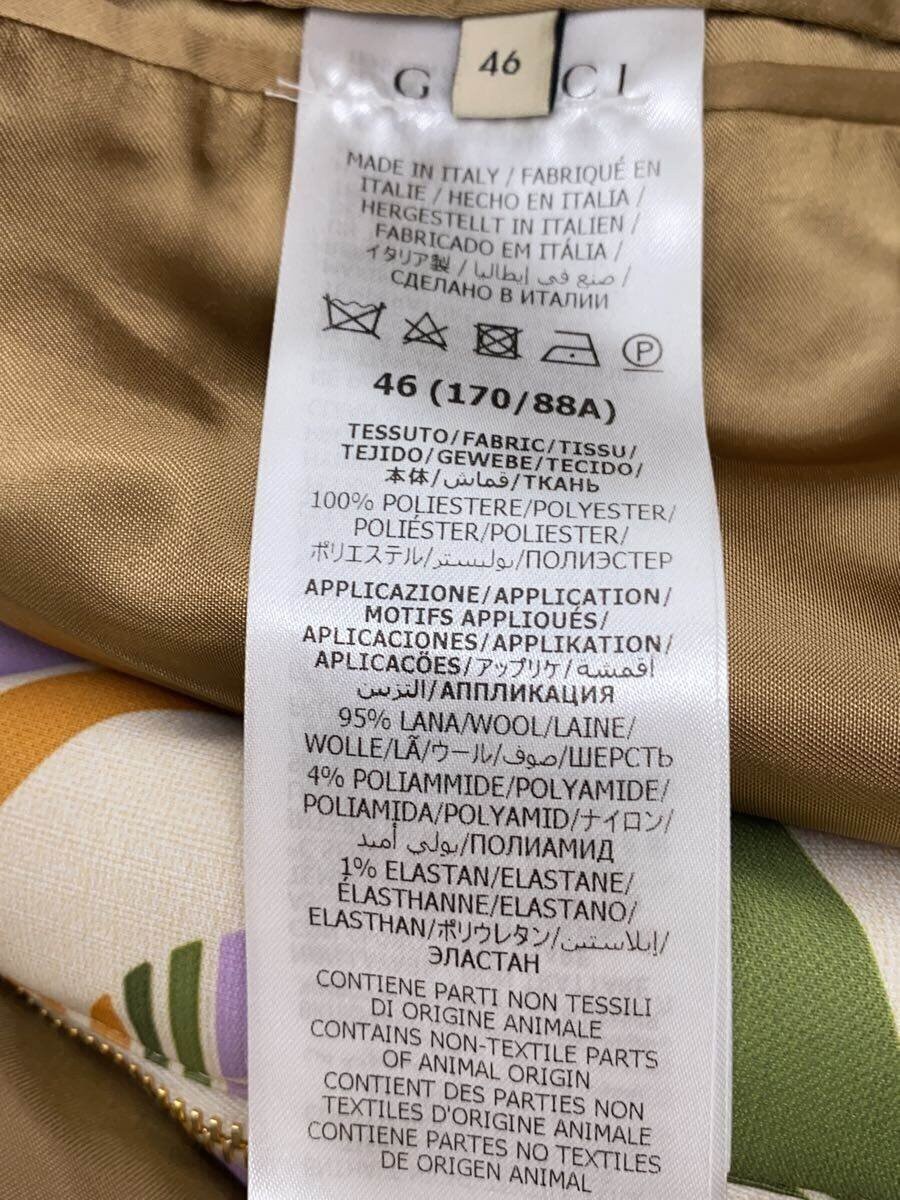 46
G CCI
MADE IN ITALY / FABRIQUÉ EN
ITALIE / HECHO EN ITALIA /
HERGESTELLT IN ITALIEN /
FABRICADO EM ITÁLIA /
イタリア製 / صنع في إيطاليا /
СДЕЛАНО В ИТАЛИИ
P
46 (170/88A)
TESSUTO/FABRIC/TISSU/
TEJIDO/GEWEBE/TECIDO/
本体/قماش/ТКАНЬ
100% POLIESTERE/POLYESTER/
POLIÉSTER/POLIESTER/
ポリエステル/بوليستر/ПОЛИЭСТЕР
APPLICAZIONE/APPLICATION/
MOTIFS APPLIQUÉS/
APLICACIONES/APPLIKATION/
APLICACÕES/アップリケ/أقمشة
التزيين/АППЛИКАЦИЯ
95% LANA/WOOL/LAINE/
WOLLE/LÃ/ウール/صوف/ШЕРСТЬ
4% POLIAMMIDE/POLYAMIDE/
POLIAMIDA/POLYAMID/ナイロン/
بولي أميد/ПОЛИАМИД
1% ELASTAN/ELASTANE/
ÉLASTHANNE/ELASTANO/
ELASTHAN/ポリウレタン/إيلاستين/
ЭЛАСТАН
CONTIENE PARTI NON TESSILI
DI ORIGINE ANIMALE
CONTAINS NON-TEXTILE PARTS
OF ANIMAL ORIGIN
CONTIENT DES PARTIES NON
TEXTILES D'ORIGINE ANIMALE
CONTIENE PARTES NO TEXTILES
DE ORIGEN ANIMAL